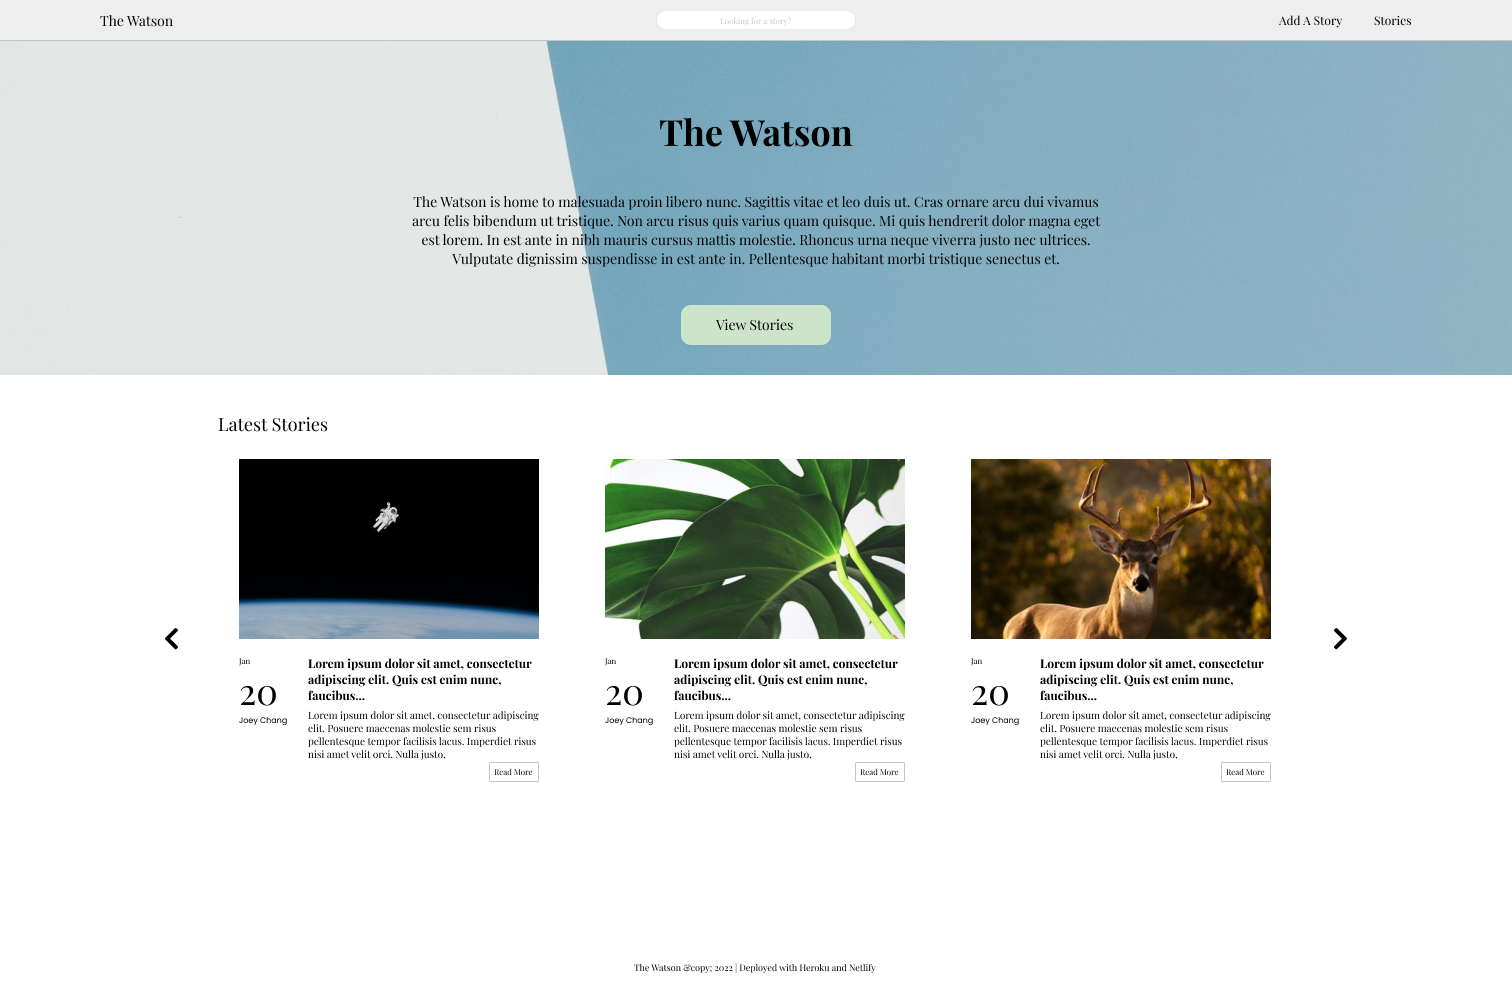 The Watson
Looking for a story?
Add A Story
Stories
The Watson
The Watson is home to malesuada proin libero nunc. Sagittis vitae et leo duis ut. Cras ornare arcu dui vivamus
arcu felis bibendum ut tristique. Non arcu risus quis varius quam quisque. Mi quis hendrerit dolor magna eget
est lorem. In est ante in nibh mauris cursus mattis molestie. Rhoncus urna neque viverra justo nec ultrices.
Vulputate dignissim suspendisse in est ante in. Pellentesque habitant morbi tristique senectus et.
View Stories
Latest Stories
Jan
20
Joey Chang
Lorem ipsum dolor sit amet, consectetur
adipiscing elit. Quis est enim nunc,
faucibus...
Lorem ipsum dolor sit amet, consectetur adipiscing
elit. Posuere maecenas molestie sem risus
pellentesque tempor facilisis lacus. Imperdiet risus
nisi amet velit orci. Nulla justo,
Read More
Jan
20
Joey Chang
Lorem ipsum dolor sit amet, consectetur
adipiscing elit. Quis est enim nunc,
faucibus...
Lorem ipsum dolor sit amet, consectetur adipiscing
elit. Posuere maecenas molestie sem risus
pellentesque tempor facilisis lacus. Imperdiet risus
nisi amet velit orci. Nulla justo,
Read More
Jan
20
Joey Chang
Lorem ipsum dolor sit amet, consectetur
adipiscing elit. Quis est enim nunc,
faucibus...
Lorem ipsum dolor sit amet, consectetur adipiscing
elit. Posuere maecenas molestie sem risus
pellentesque tempor facilisis lacus. Imperdiet risus
nisi amet velit orci. Nulla justo,
Read More
The Watson &copy; 2022 | Deployed with Heroku and Netlify